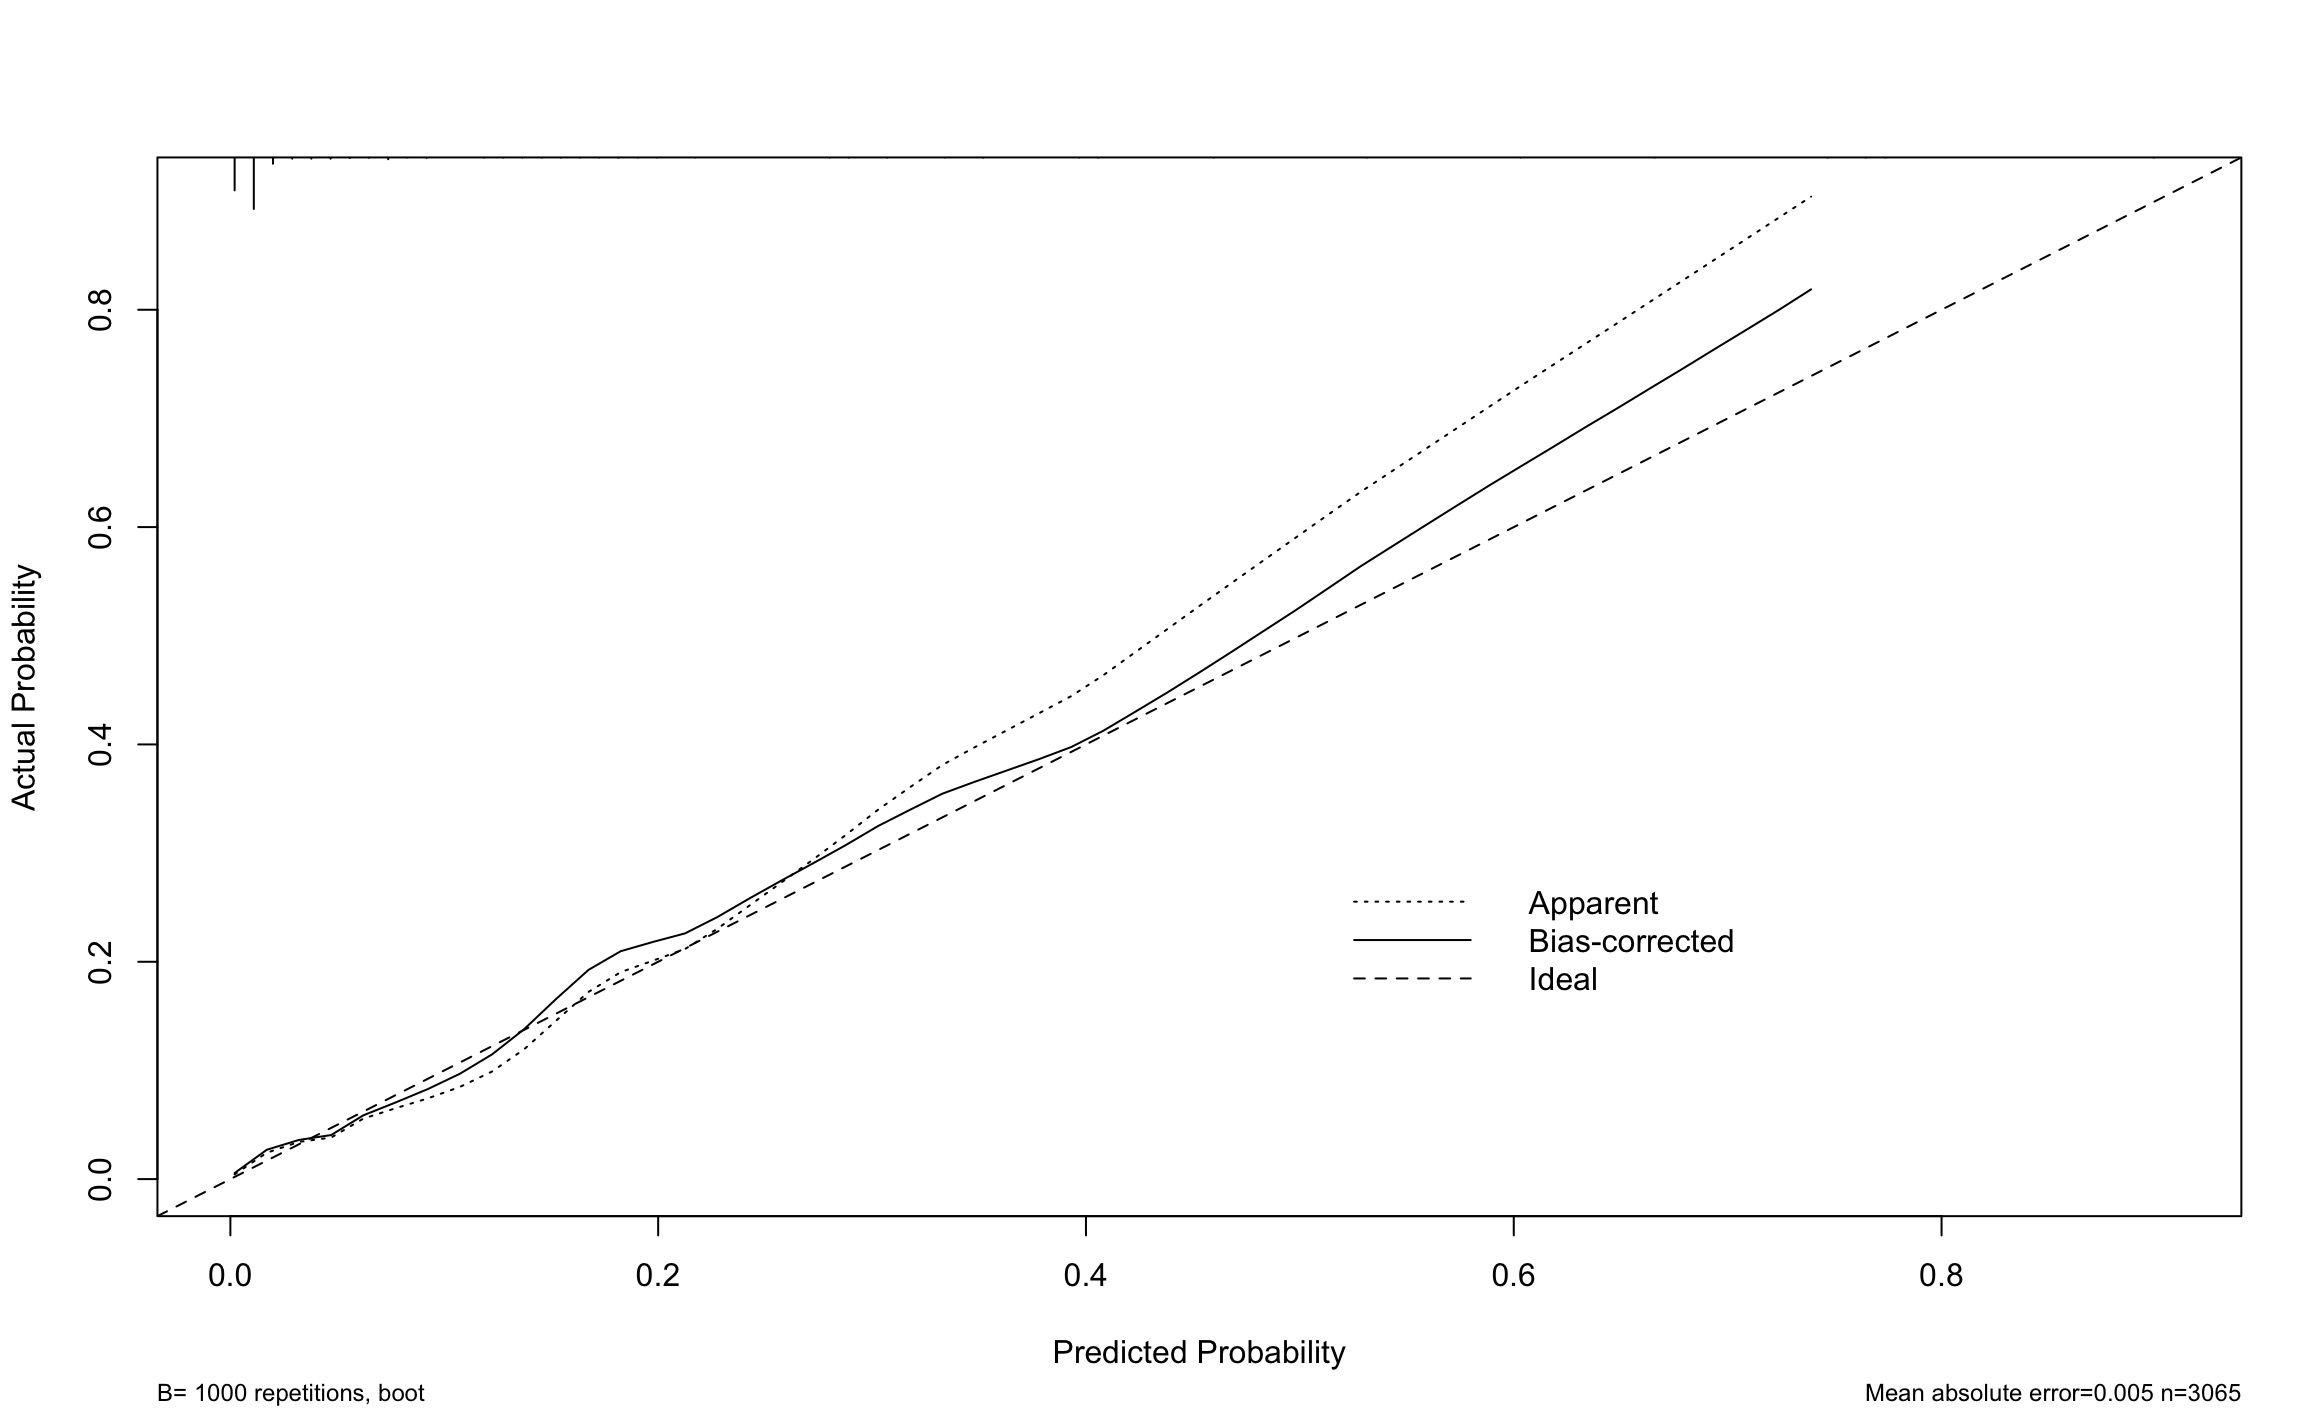 Actual Probability
0.8
0.6
0.4
0.2
0.0
Apparent
Bias-corrected
Ideal
0.0 0.2 0.4 0.6 0.8
Predicted Probability
B= 1000 repetitions, boot
Mean absolute error=0.005 n=3065